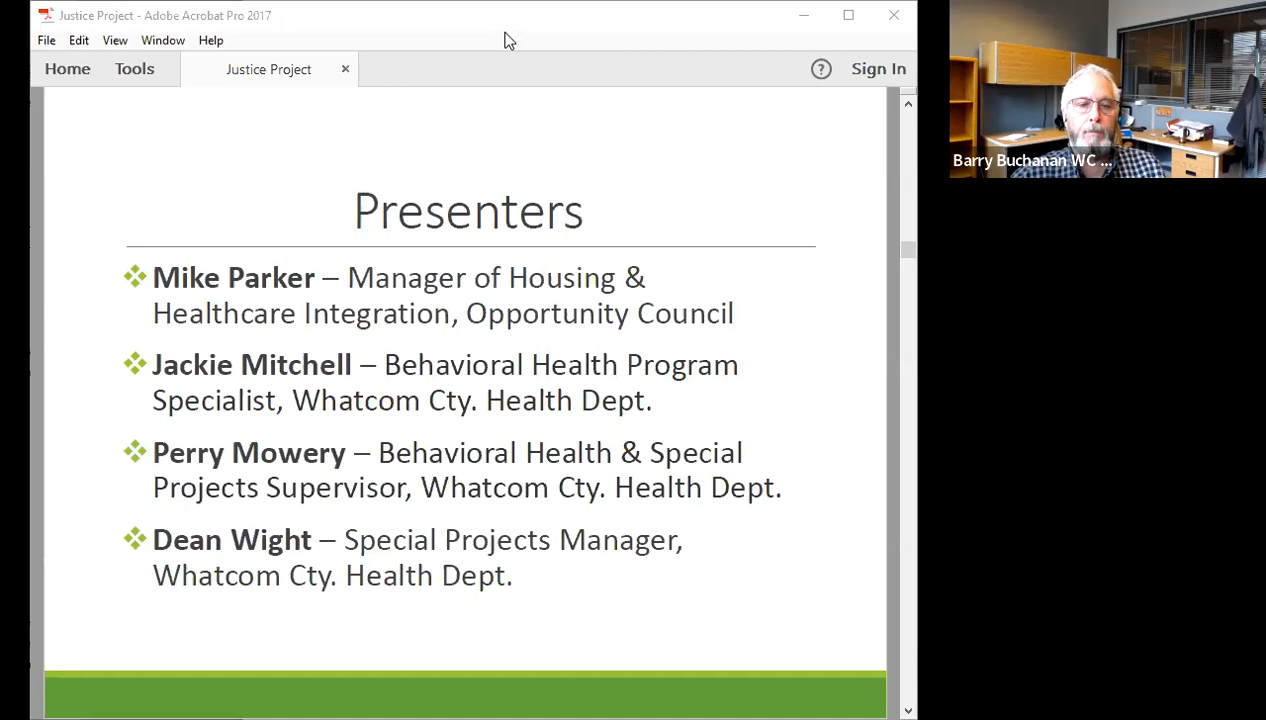 Justice Project - Adobe Acrobat Pro 2017
File Edit View Window Help
Home Tools Justice Project × ? Sign In
Presenters
Mike Parker – Manager of Housing &
Healthcare Integration, Opportunity Council
Jackie Mitchell – Behavioral Health Program
Specialist, Whatcom Cty. Health Dept.
Perry Mowery – Behavioral Health & Special
Projects Supervisor, Whatcom Cty. Health Dept.
Dean Wight – Special Projects Manager,
Whatcom Cty. Health Dept.
Barry Buchanan WC ...